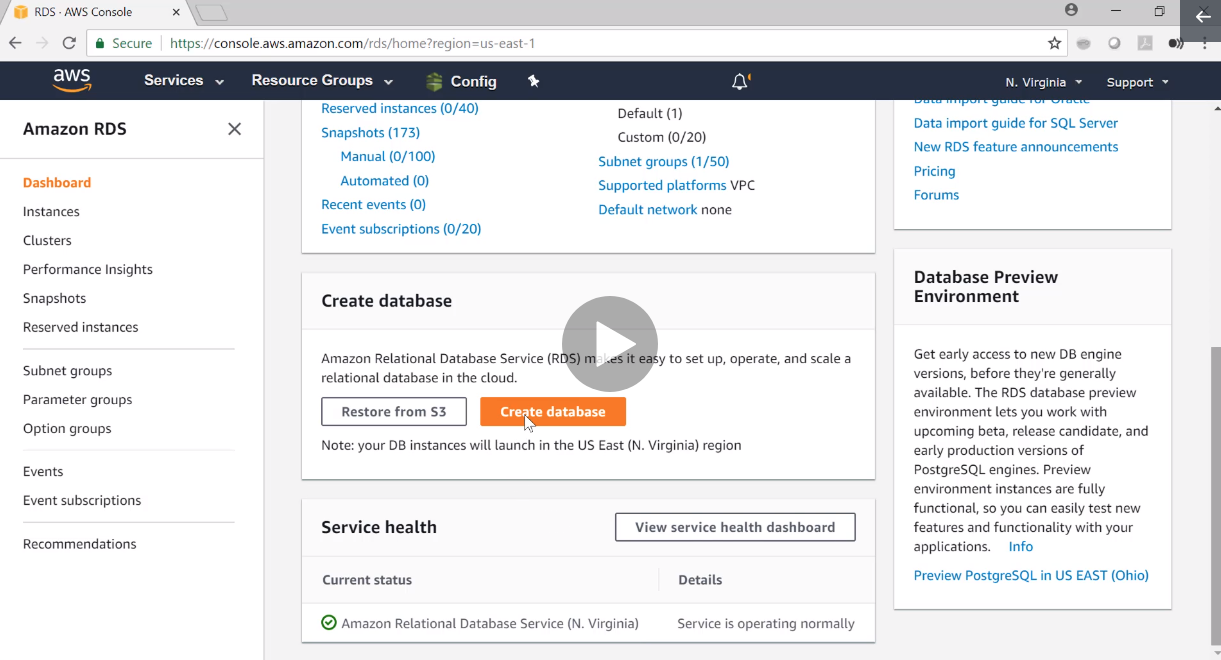 RDS · AWS Console
Secure
https://console.aws.amazon.com/rds/home?region=us-east-1
aws
Services
Resource Groups
Config
N. Virginia
Support
Amazon RDS
Dashboard
Instances
Clusters
Performance Insights
Snapshots
Reserved instances
Subnet groups
Parameter groups
Option groups
Events
Event subscriptions
Recommendations
Reserved instances (0/40)
Snapshots (173)
Manual (0/100)
Automated (0)
Recent events (0)
Event subscriptions (0/20)
Default (1)
Custom (0/20)
Subnet groups (1/50)
Supported platforms VPC
Default network none
Create database
Amazon Relational Database Service (RDS) makes it easy to set up, operate, and scale a
relational database in the cloud.
Restore from S3
Create database
Note: your DB instances will launch in the US East (N. Virginia) region
Service health
View service health dashboard
Current status
Details
Amazon Relational Database Service (N. Virginia)
Service is operating normally
Data import guide for Oracle
Data import guide for SQL Server
New RDS feature announcements
Pricing
Forums
Database Preview
Environment
Get early access to new DB engine
versions, before they're generally
available. The RDS database preview
environment lets you work with
upcoming beta, release candidate, and
early production versions of
PostgreSQL engines. Preview
environment instances are fully
functional, so you can easily test new
features and functionality with your
applications. Info
Preview PostgreSQL in US EAST (Ohio)